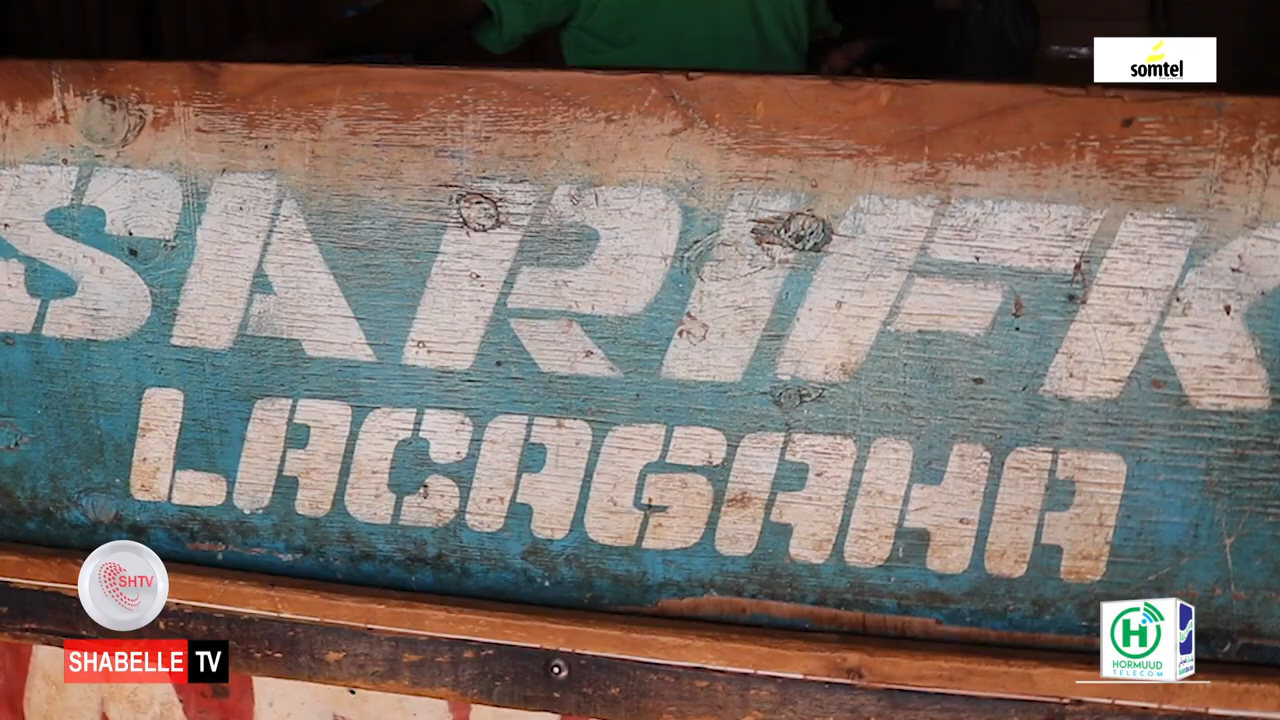 somtel
SARIFK
LACAGAHA
SHTV
SHABELLE TV
HORMUUD
TELECOM